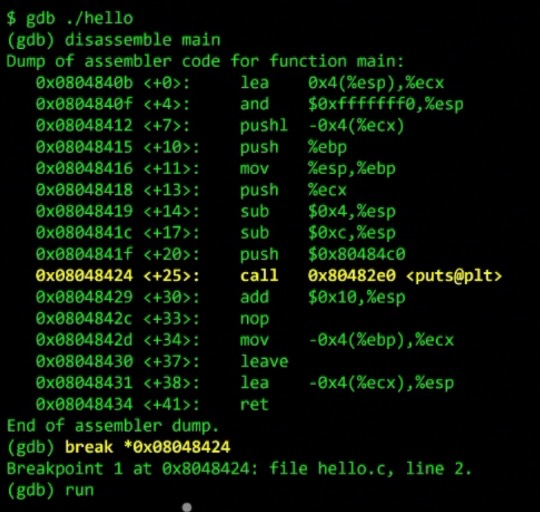 $ gdb ./hello
(gdb) disassemble main
Dump of assembler code for function main:
   0x0804840b <+0>:     lea    0x4(%esp),%ecx
   0x0804840f <+4>:     and    $0xfffffff0,%esp
   0x08048412 <+7>:     pushl  -0x4(%ecx)
   0x08048415 <+10>:    push   %ebp
   0x08048416 <+11>:    mov    %esp,%ebp
   0x08048418 <+13>:    push   %ecx
   0x08048419 <+14>:    sub    $0x4,%esp
   0x0804841c <+17>:    sub    $0xc,%esp
   0x0804841f <+20>:    push   $0x80484c0
   0x08048424 <+25>:    call   0x80482e0 <puts@plt>
   0x08048429 <+30>:    add    $0x10,%esp
   0x0804842c <+33>:    nop
   0x0804842d <+34>:    mov    -0x4(%ebp),%ecx
   0x08048430 <+37>:    leave
   0x08048431 <+38>:    lea    -0x4(%ecx),%esp
   0x08048434 <+41>:    ret
End of assembler dump.
(gdb) break *0x08048424
Breakpoint 1 at 0x8048424: file hello.c, line 2.
(gdb) run